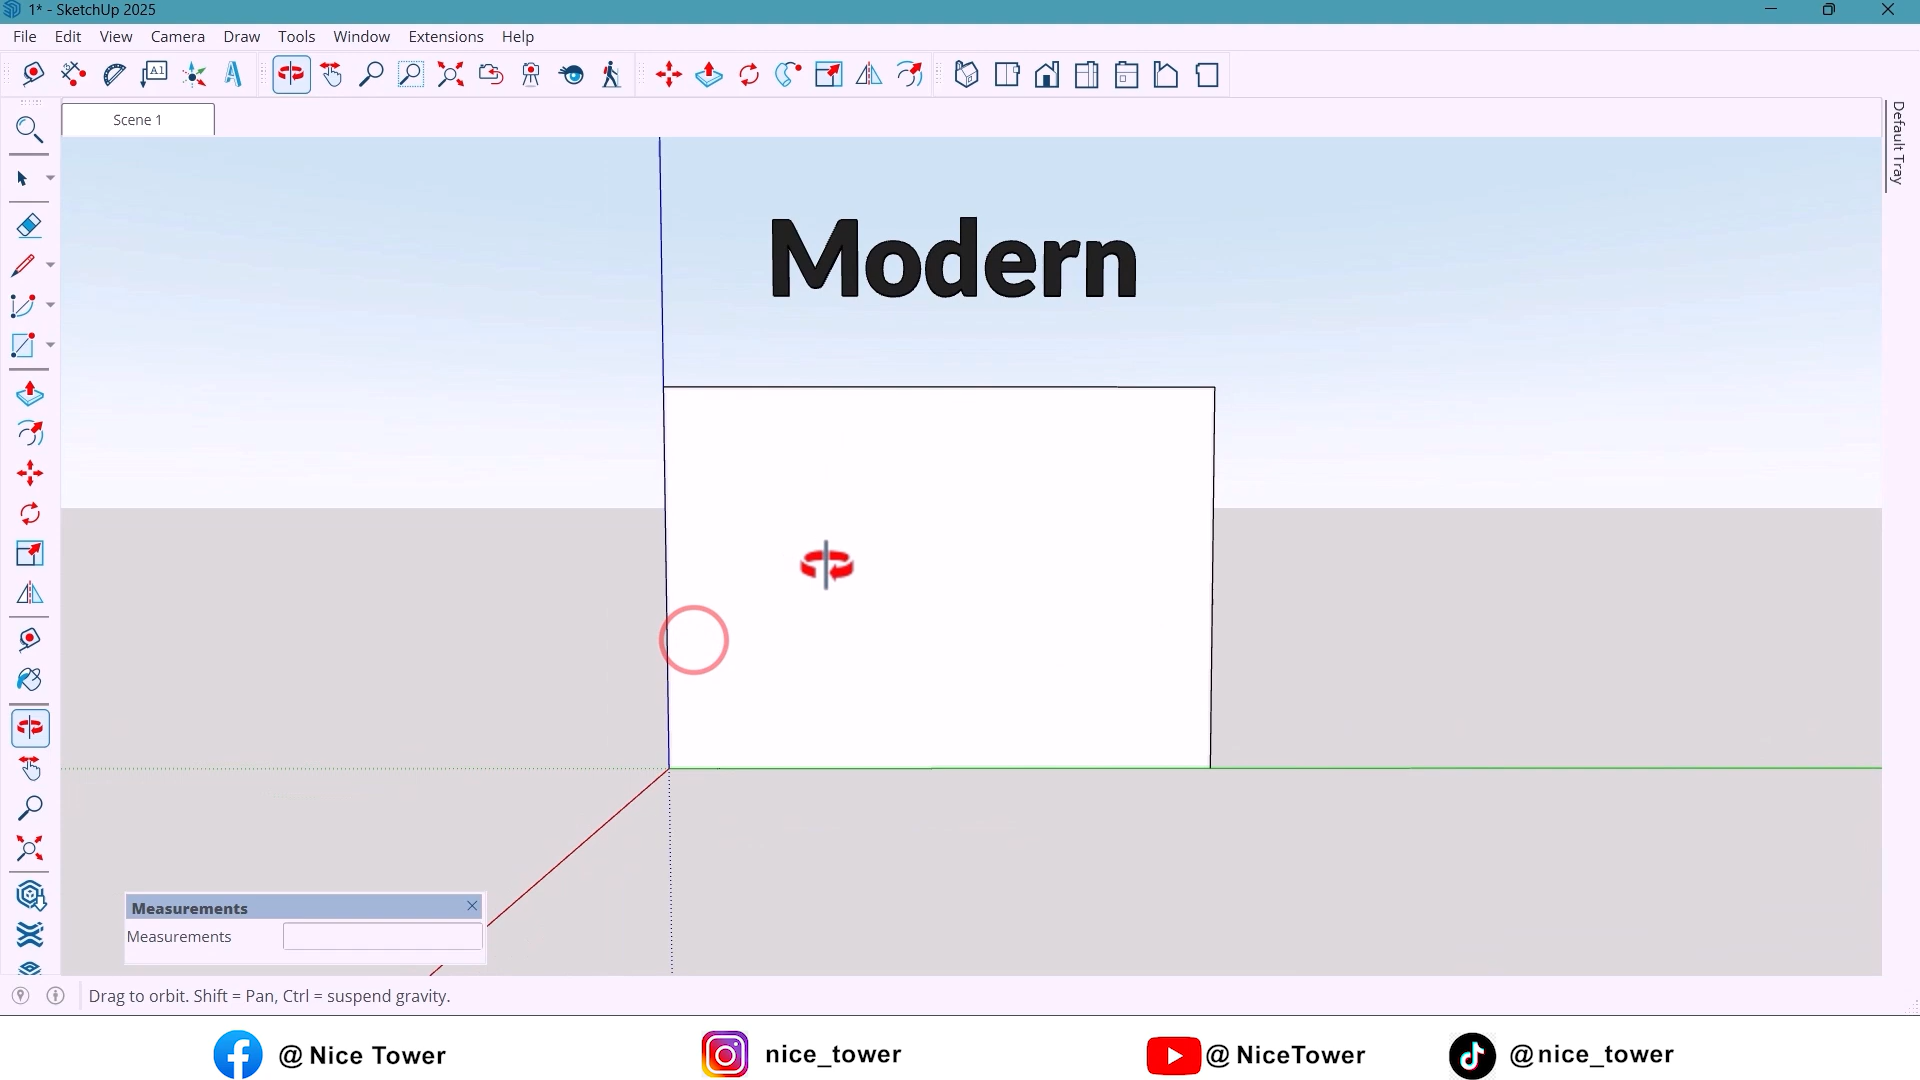 1* - SketchUp 2025
File Edit View Camera Draw Tools Window Extensions Help
A1
Scene 1
Default Tray
Modern
Measurements
Measurements
Drag to orbit. Shift = Pan, Ctrl = suspend gravity.
@ Nice Tower nice_tower @ NiceTower @nice_tower